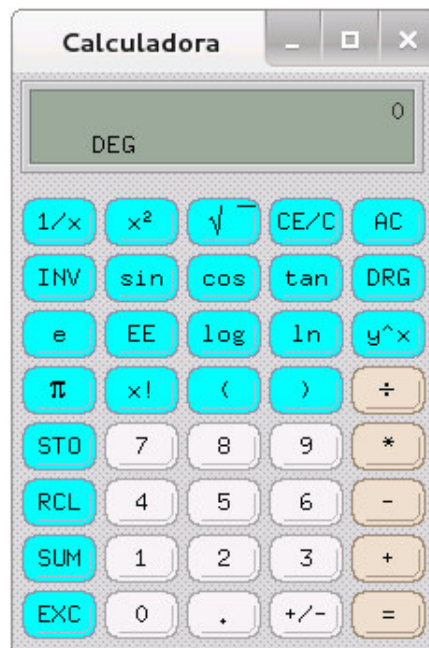 Calculadora
0
DEG
1/x x² √‾ CE/C AC
INV sin cos tan DRG
e EE log ln y^x
π x! ( ) ÷
STO 7 8 9 *
RCL 4 5 6 -
SUM 1 2 3 +
EXC 0 . +/- =